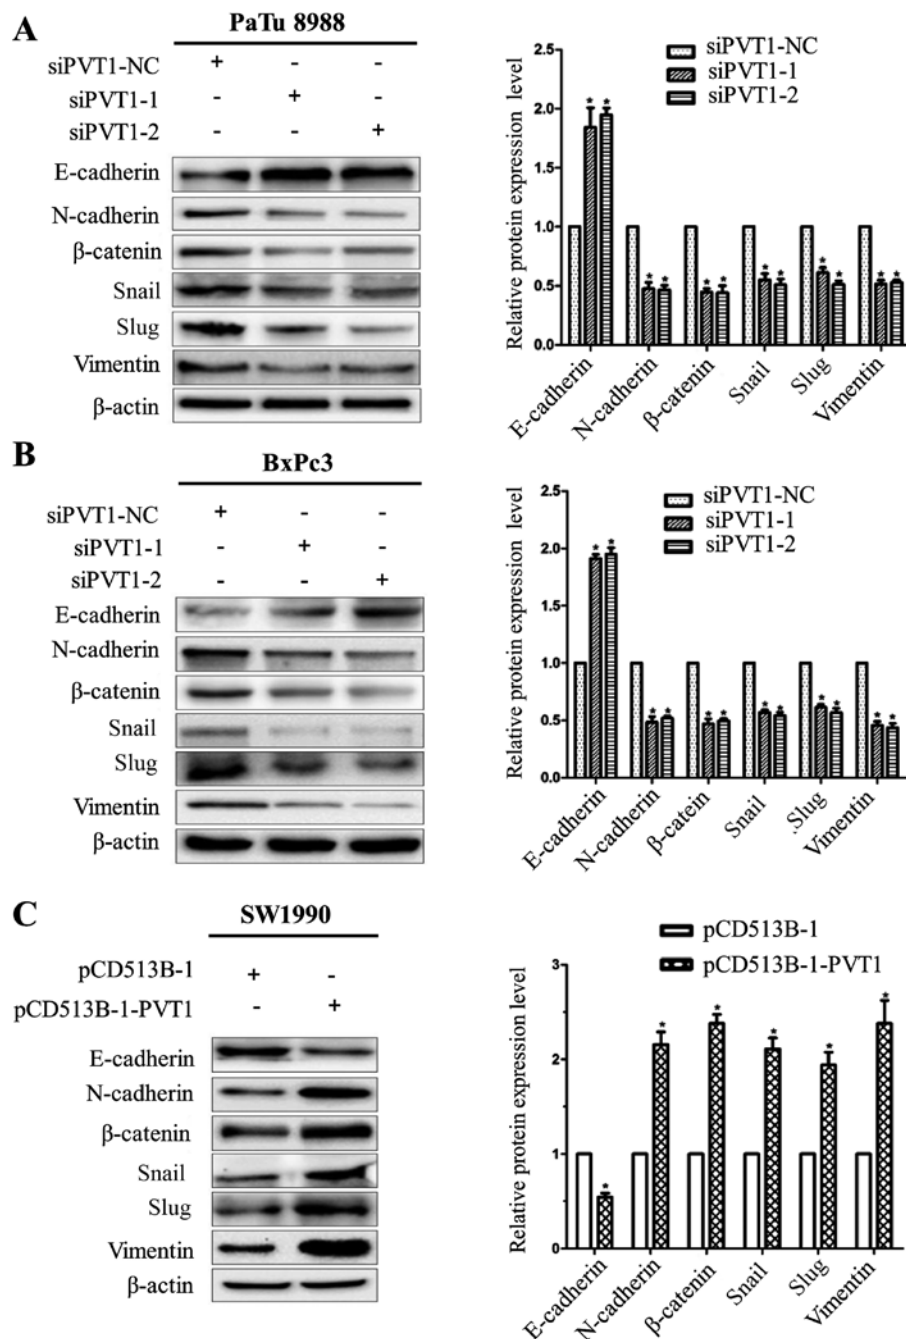 A
PaTu 8988
siPVT1-NC + - -
siPVT1-1 - + -
siPVT1-2 - - +
E-cadherin
N-cadherin
β-catenin
Snail
Slug
Vimentin
β-actin
Relative protein expression level
2.5
2.0
1.5
1.0
0.5
0.0
siPVT1-NC
siPVT1-1
siPVT1-2
* * * * * * * * * * * *
E-cadherin
N-cadherin
β-catenin
Snail
Slug
Vimentin
B
BxPc3
siPVT1-NC + - -
siPVT1-1 - + -
siPVT1-2 - - +
E-cadherin
N-cadherin
β-catenin
Snail
Slug
Vimentin
β-actin
Relative protein expression level
2.5
2.0
1.5
1.0
0.5
0.0
siPVT1-NC
siPVT1-1
siPVT1-2
* * * * * * * * * * * *
E-cadherin
N-cadherin
β-catein
Snail
.Slug
Vimentin
C
SW1990
pCD513B-1 + -
pCD513B-1-PVT1 - +
E-cadherin
N-cadherin
β-catenin
Snail
Slug
Vimentin
β-actin
Relative protein expression level
3
2
1
0
pCD513B-1
pCD513B-1-PVT1
* * * * * *
E-cadherin
N-cadherin
β-catenin
Snail
Slug
Vimentin